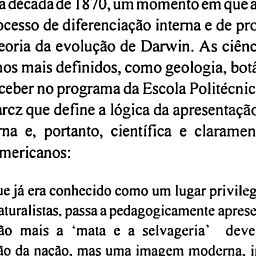 a década de 1870, um momento em que a
ocesso de diferenciação interna e de pro
eoria da evolução de Darwin. As ciênc
nos mais definidos, como geologia, botâ
ceber no programa da Escola Politécnic
arcz que define a lógica da apresentação
rna e, portanto, científica e claramen
mericanos:
ue já era conhecido como um lugar privileg
aturalistas, passa a pedagogicamente aprese
ão mais a 'mata e a selvageria' deve
ão da nação, mas uma imagem moderna, i